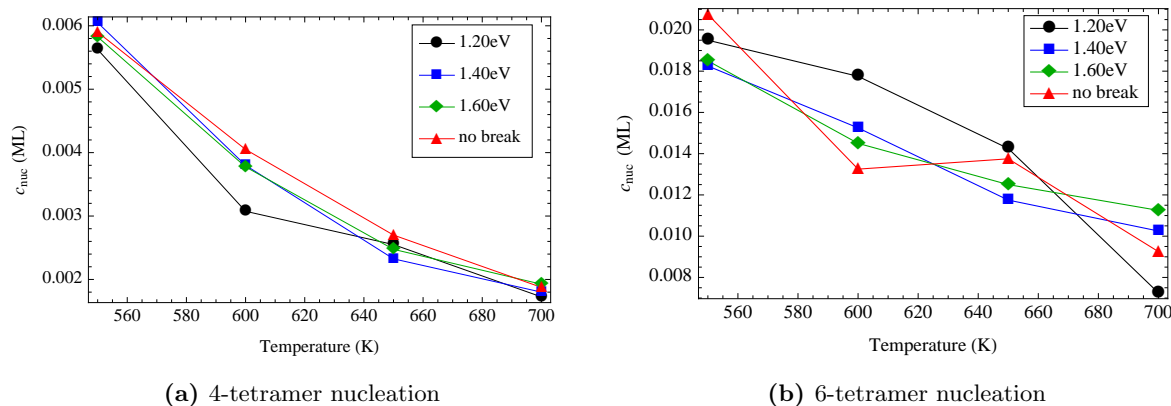 0.006
0.005
0.004
0.003
0.002
c_nuc (ML)
1.20eV
1.40eV
1.60eV
no break
560 580 600 620 640 660 680 700
Temperature (K)
(a) 4-tetramer nucleation
0.020
0.018
0.016
0.014
0.012
0.010
0.008
c_nuc (ML)
1.20eV
1.40eV
1.60eV
no break
560 580 600 620 640 660 680 700
Temperature (K)
(b) 6-tetramer nucleation